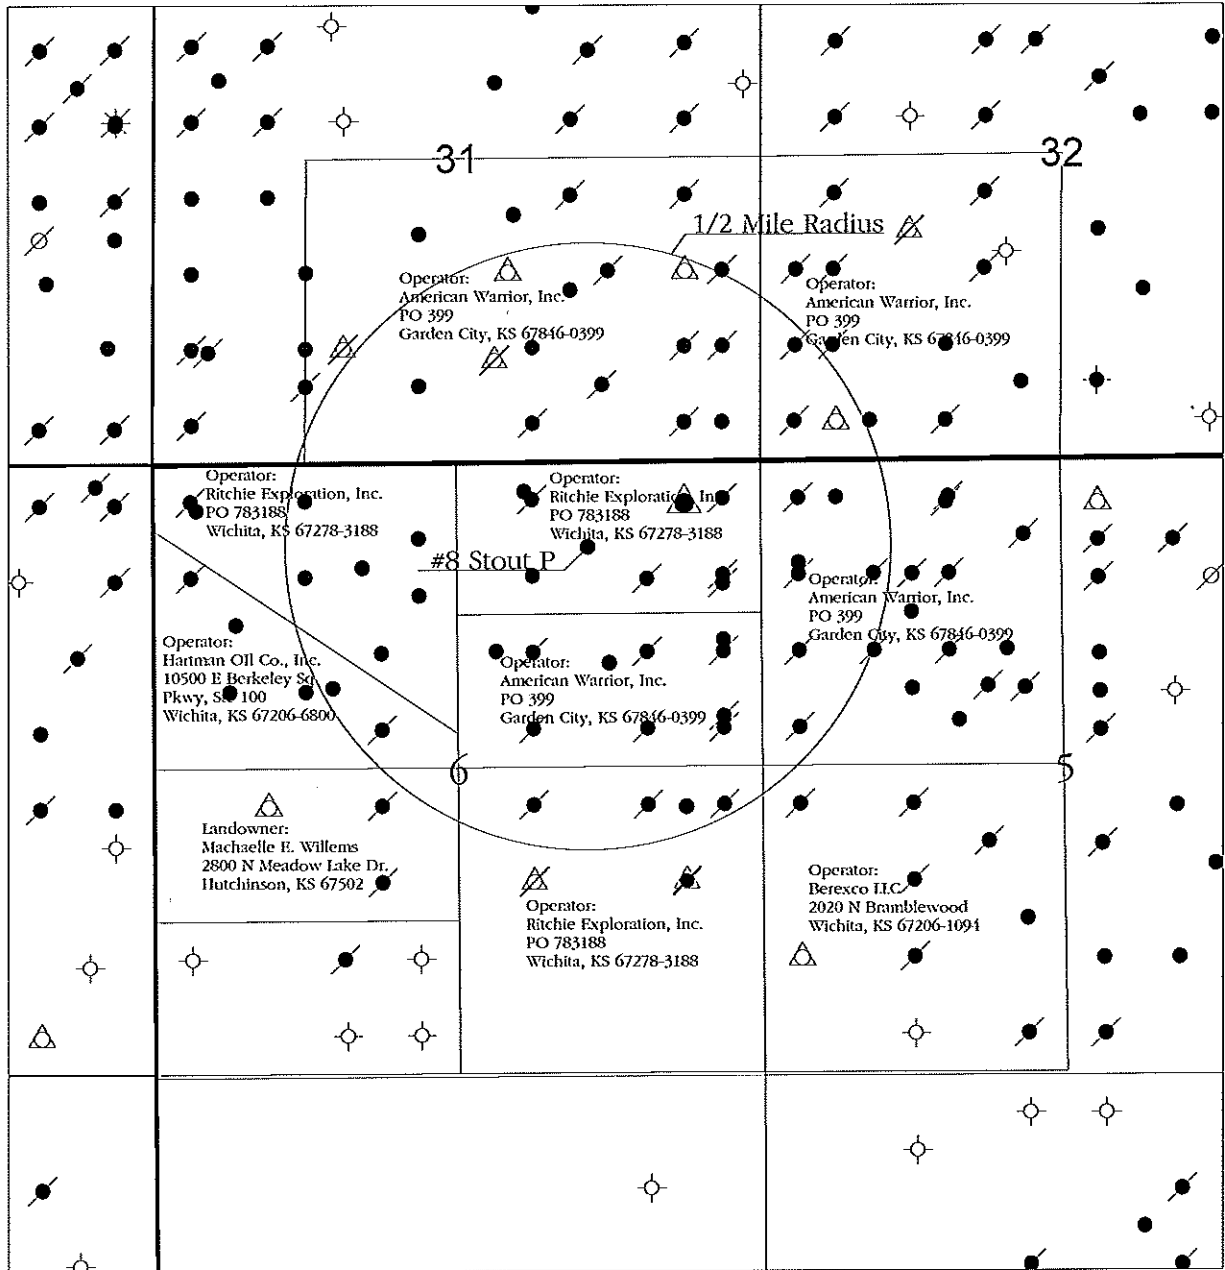 31
32
1/2 Mile Radius
Operator:
American Warrior, Inc.
PO 399
Garden City, KS 67846-0399
Operator:
American Warrior, Inc.
PO 399
Garden City, KS 67846-0399
Operator:
Ritchie Exploration, Inc.
PO 783188
Wichita, KS 67278-3188
Operator:
Ritchie Exploration, Inc.
PO 783188
Wichita, KS 67278-3188
#8 Stout P
Operator:
American Warrior, Inc.
PO 399
Garden City, KS 67846-0399
Operator:
Hartman OIl Co., Inc.
10500 E Berkeley Sq
Pkwy, Ste 100
Wichita, KS 67206-6800
Operator:
American Warrior, Inc.
PO 399
Garden City, KS 67846-0399
6
5
Landowner:
Machaelle E. Willems
2800 N Meadow Lake Dr.
Hutchinson, KS 67502
Operator:
Ritchie Exploration, Inc.
PO 783188
Wichita, KS 67278-3188
Operator:
Berexco LLC
2020 N Bramblewood
Wichita, KS 67206-1094